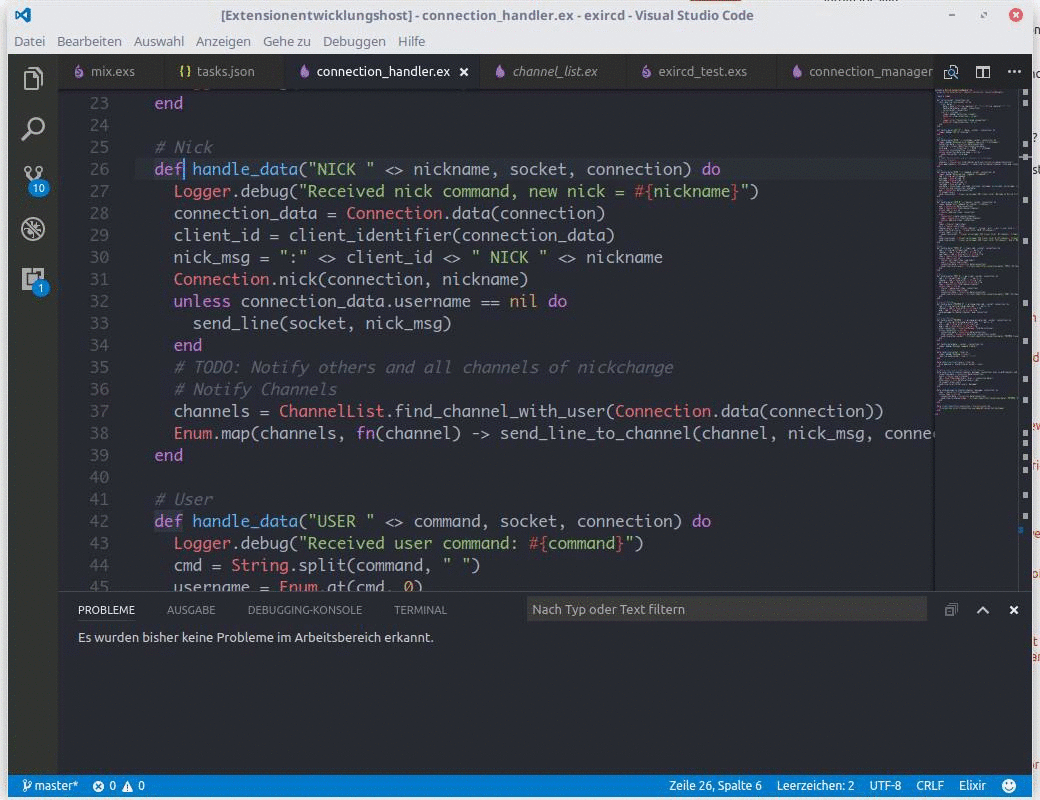 [Extensionentwicklungshost] - connection_handler.ex - exircd - Visual Studio Code
Datei Bearbeiten Auswahl Anzeigen Gehe zu Debuggen Hilfe
mix.exs {} tasks.json connection_handler.ex × channel_list.ex exircd_test.exs connection_manager
23 end
24
25 # Nick
26 def handle_data("NICK " <> nickname, socket, connection) do
27 Logger.debug("Received nick command, new nick = #{nickname}")
28 connection_data = Connection.data(connection)
29 client_id = client_identifier(connection_data)
30 nick_msg = ":" <> client_id <> " NICK " <> nickname
31 Connection.nick(connection, nickname)
32 unless connection_data.username == nil do
33 send_line(socket, nick_msg)
34 end
35 # TODO: Notify others and all channels of nickchange
36 # Notify Channels
37 channels = ChannelList.find_channel_with_user(Connection.data(connection))
38 Enum.map(channels, fn(channel) -> send_line_to_channel(channel, nick_msg, conne
39 end
40
41 # User
42 def handle_data("USER " <> command, socket, connection) do
43 Logger.debug("Received user command: #{command}")
44 cmd = String.split(command, " ")
45 username = Enum.at(cmd, 0)
10
1
PROBLEME AUSGABE DEBUGGING-KONSOLE TERMINAL Nach Typ oder Text filtern
Es wurden bisher keine Probleme im Arbeitsbereich erkannt.
master* 0 0 Zeile 26, Spalte 6 Leerzeichen: 2 UTF-8 CRLF Elixir